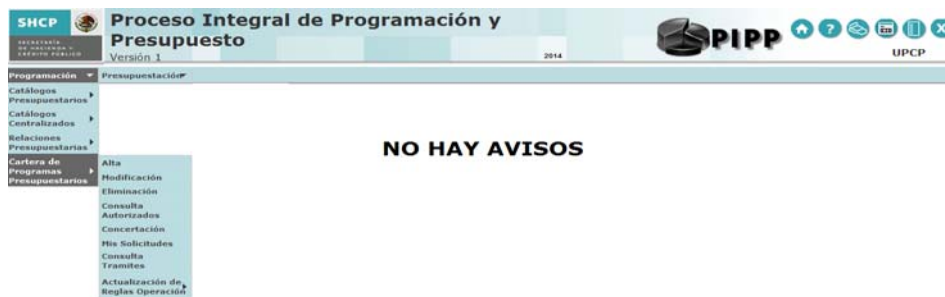 SHCP
SECRETARÍA
DE HACIENDA Y
CRÉDITO PÚBLICO
Proceso Integral de Programación y
Presupuesto
Versión 1
2014
PIPP
UPCP
Programación
Presupuestación
Catálogos
Presupuestarios
Catálogos
Centralizados
Relaciones
Presupuestarias
Cartera de
Programas
Presupuestarios
Alta
Modificación
Eliminación
Consulta
Autorizados
Concertación
Mis Solicitudes
Consulta
Tramites
Actualización de
Reglas Operación
NO HAY AVISOS